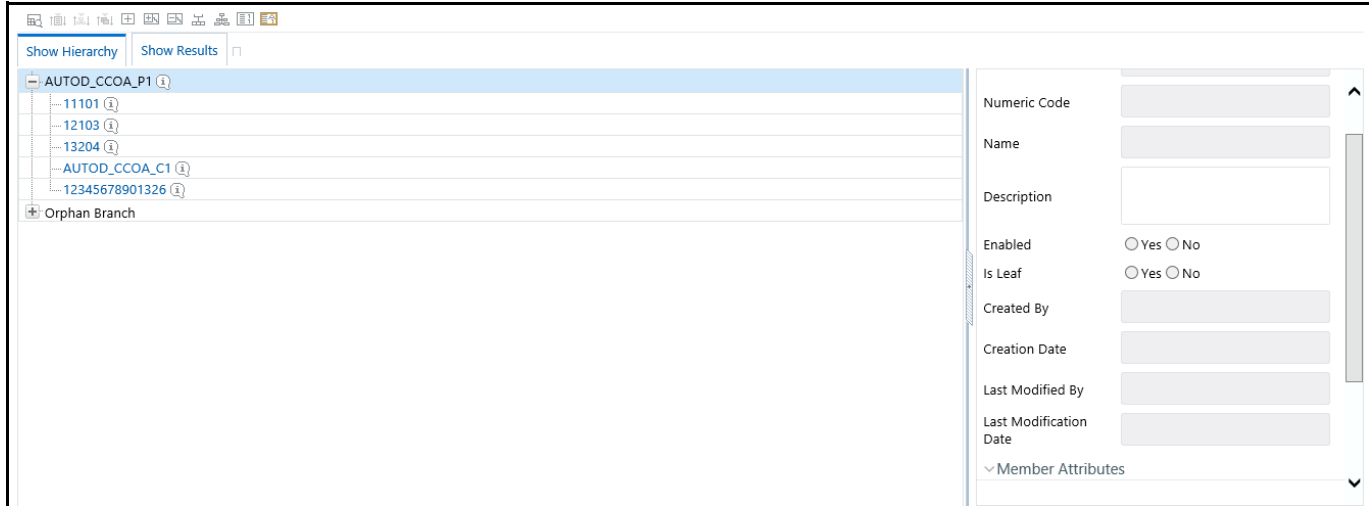 Show Hierarchy Show Results
AUTOD_CCOA_P1
11101
12103
13204
AUTOD_CCOA_C1
12345678901326
Orphan Branch
Numeric Code
Name
Description
Enabled Yes No
Is Leaf Yes No
Created By
Creation Date
Last Modified By
Last Modification
Date
Member Attributes